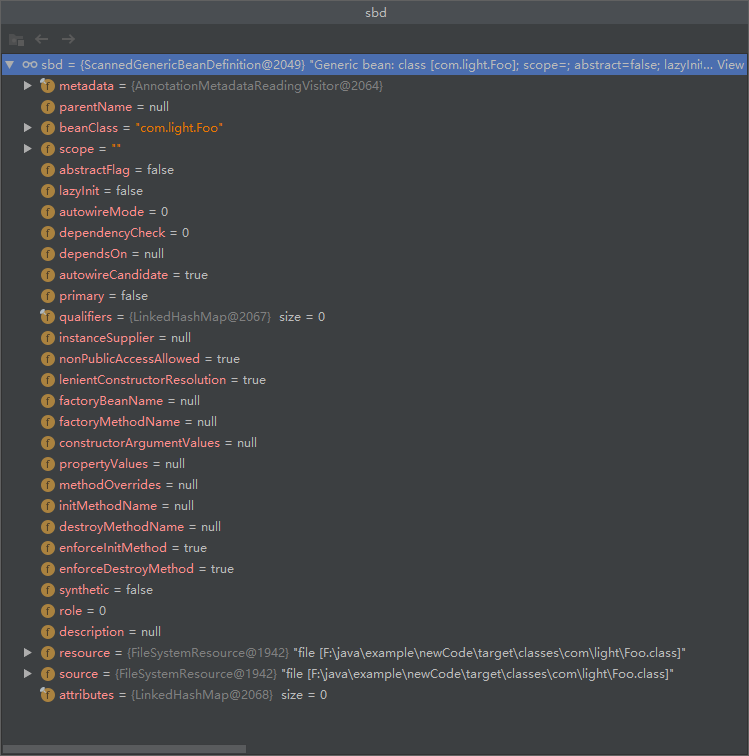 sbd
sbd = {ScannedGenericBeanDefinition@2049} "Generic bean: class [com.light.Foo]; scope=; abstract=false; lazyInit... View
metadata = {AnnotationMetadataReadingVisitor@2064}
parentName = null
beanClass = "com.light.Foo"
scope = ""
abstractFlag = false
lazyInit = false
autowireMode = 0
dependencyCheck = 0
dependsOn = null
autowireCandidate = true
primary = false
qualifiers = {LinkedHashMap@2067} size = 0
instanceSupplier = null
nonPublicAccessAllowed = true
lenientConstructorResolution = true
factoryBeanName = null
factoryMethodName = null
constructorArgumentValues = null
propertyValues = null
methodOverrides = null
initMethodName = null
destroyMethodName = null
enforceInitMethod = true
enforceDestroyMethod = true
synthetic = false
role = 0
description = null
resource = {FileSystemResource@1942} "file [F:\java\example\newCode\target\classes\com\light\Foo.class]"
source = {FileSystemResource@1942} "file [F:\java\example\newCode\target\classes\com\light\Foo.class]"
attributes = {LinkedHashMap@2068} size = 0